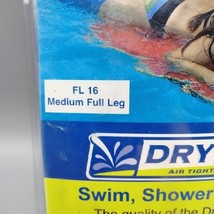 FL 16
Medium Full Leg
DRY
AIR TIGHT
Swim, Shower
The quality of the